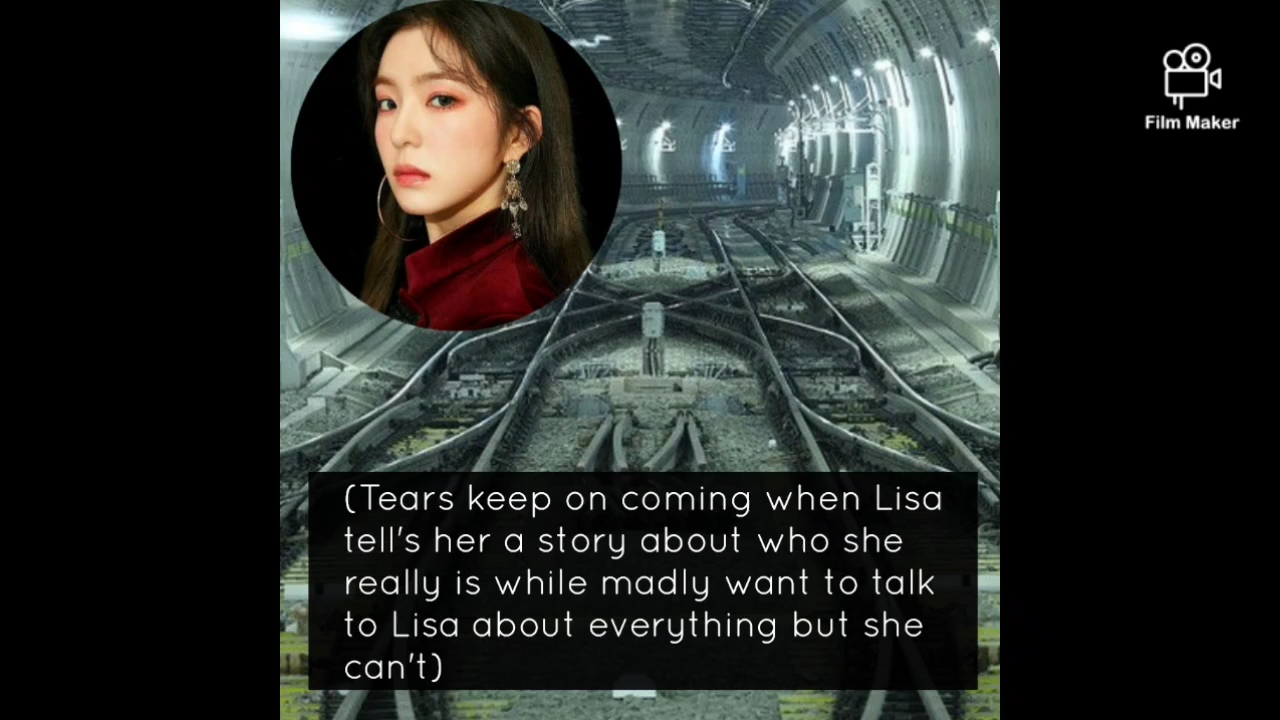 Film Maker
(Tears keep on coming when Lisa
tell's her a story about who she
really is while madly want to talk
to Lisa about everything but she
can't)